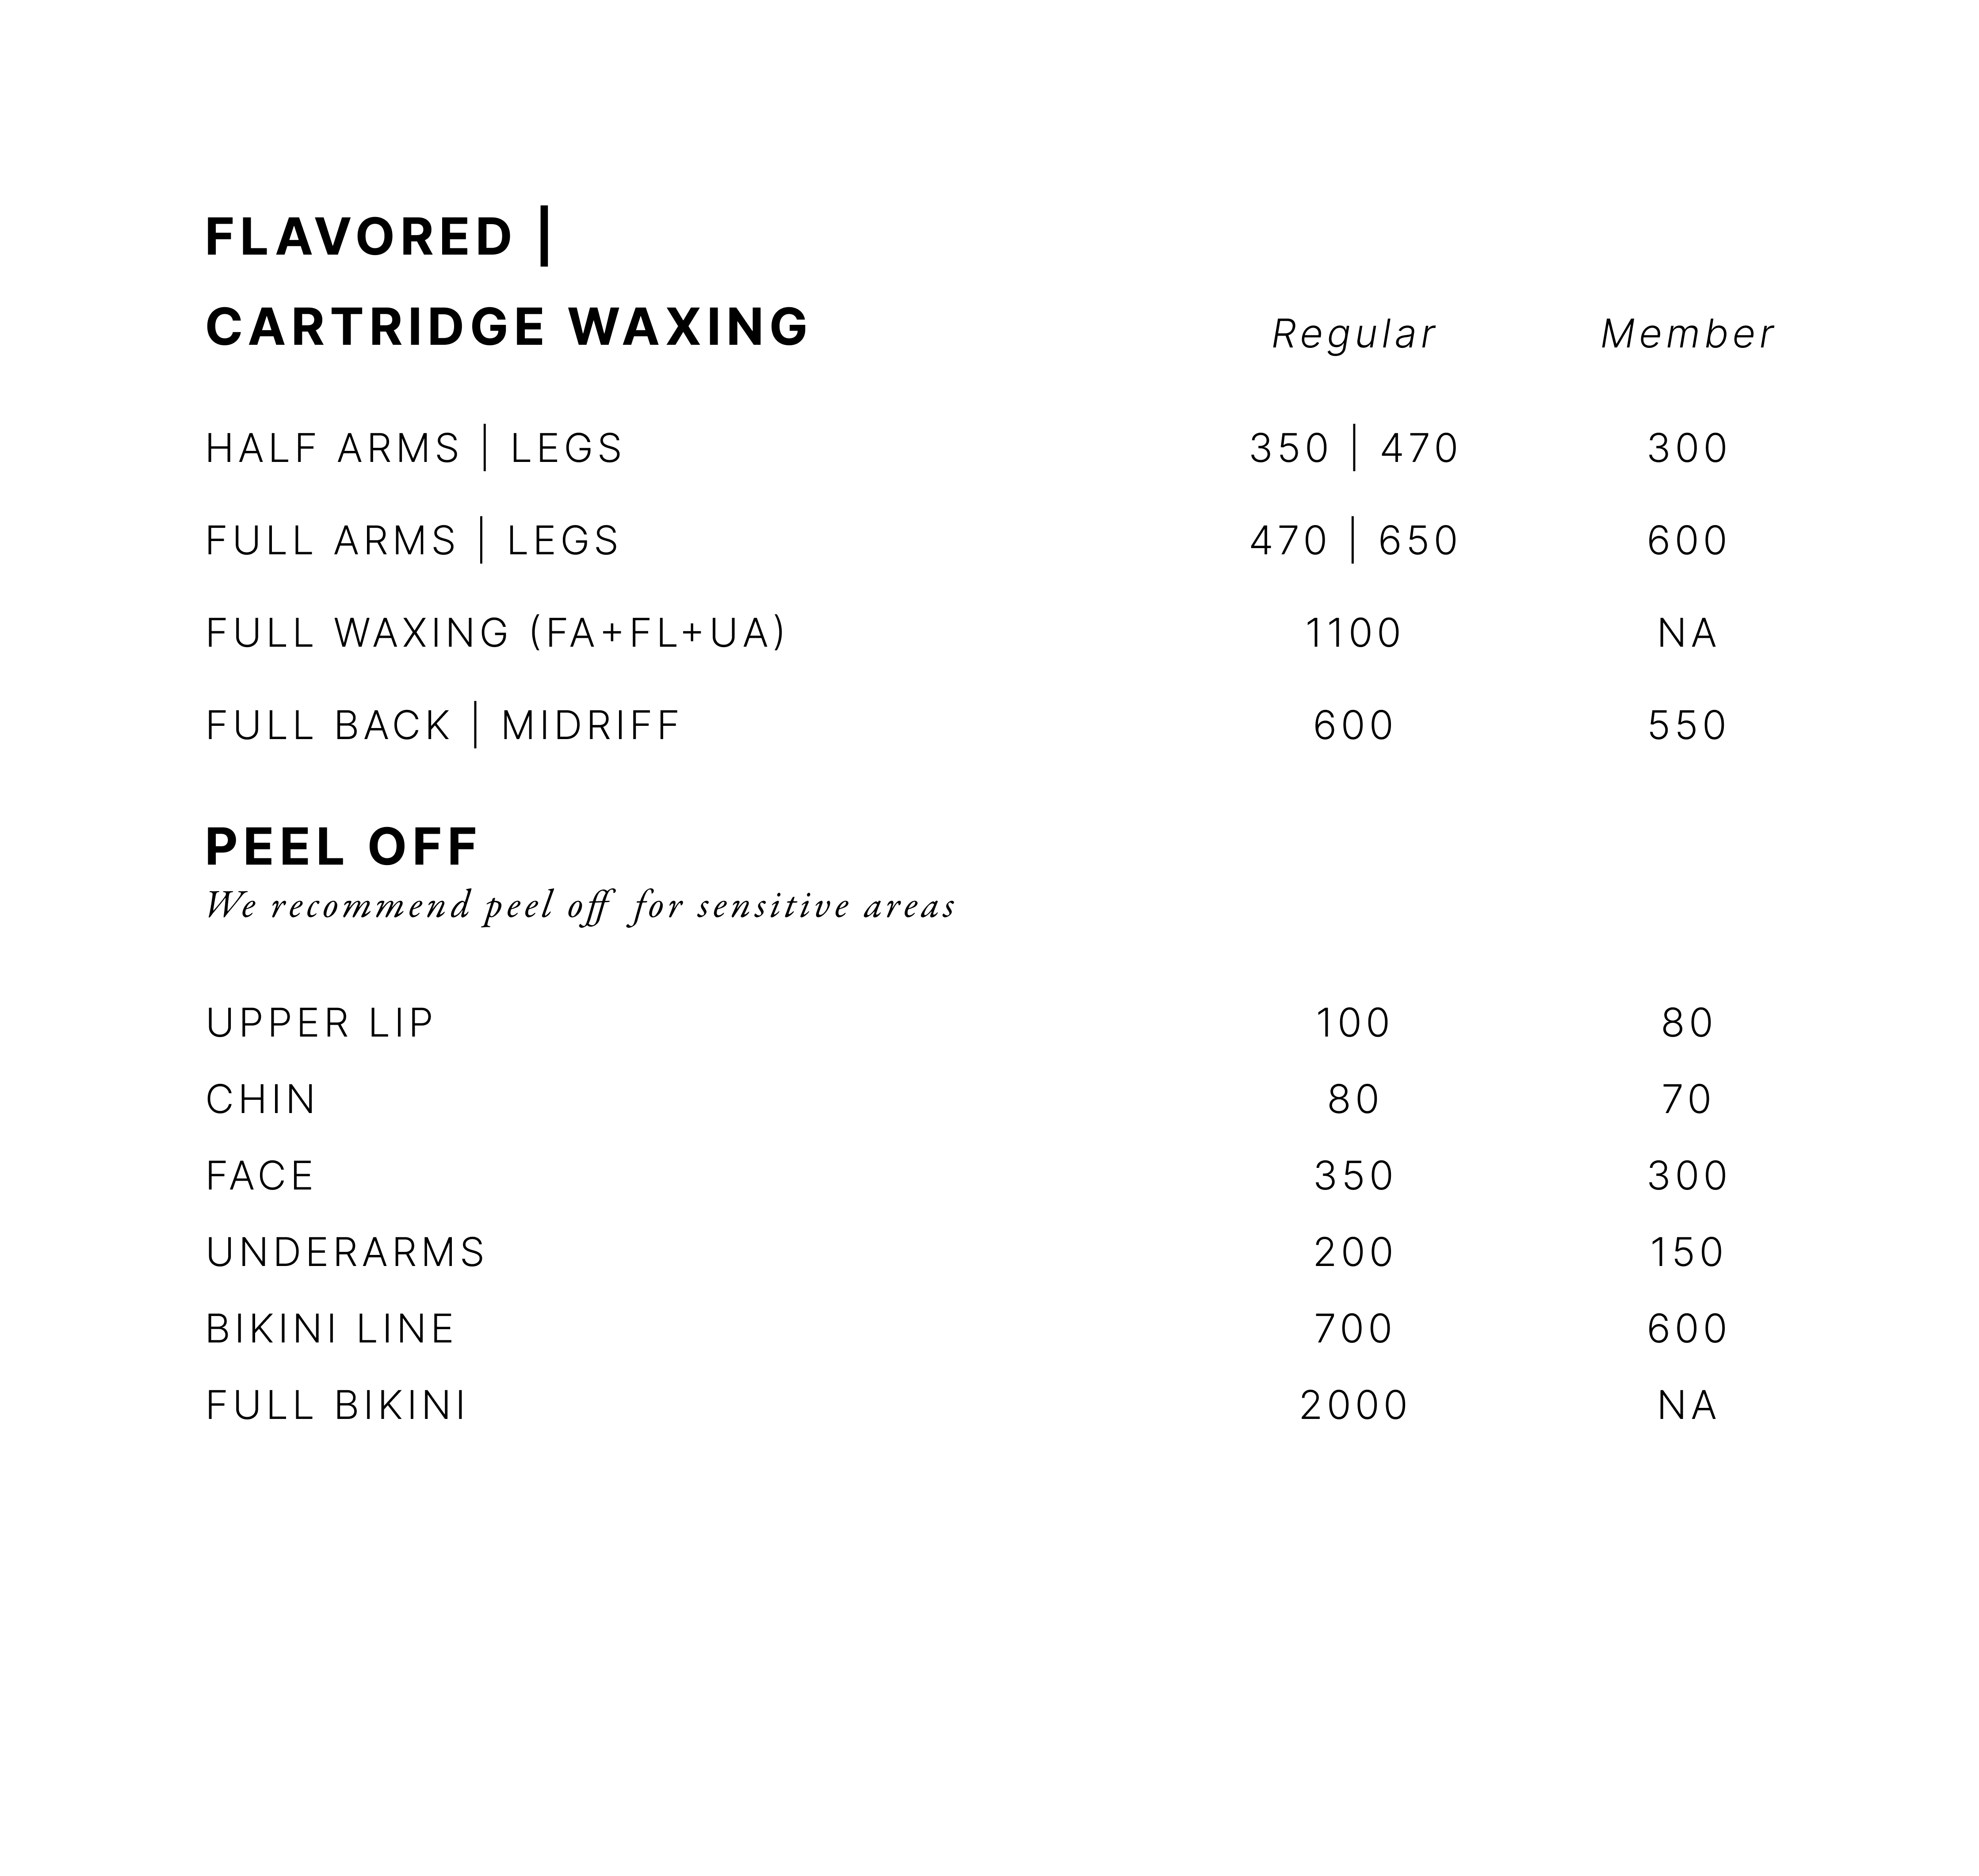 FLAVORED |
CARTRIDGE WAXING Regular Member
HALF ARMS | LEGS 350 | 470 300
FULL ARMS | LEGS 470 | 650 600
FULL WAXING (FA+FL+UA) 1100 NA
FULL BACK | MIDRIFF 600 550
PEEL OFF
We recommend peel off for sensitive areas
UPPER LIP 100 80
CHIN 80 70
FACE 350 300
UNDERARMS 200 150
BIKINI LINE 700 600
FULL BIKINI 2000 NA